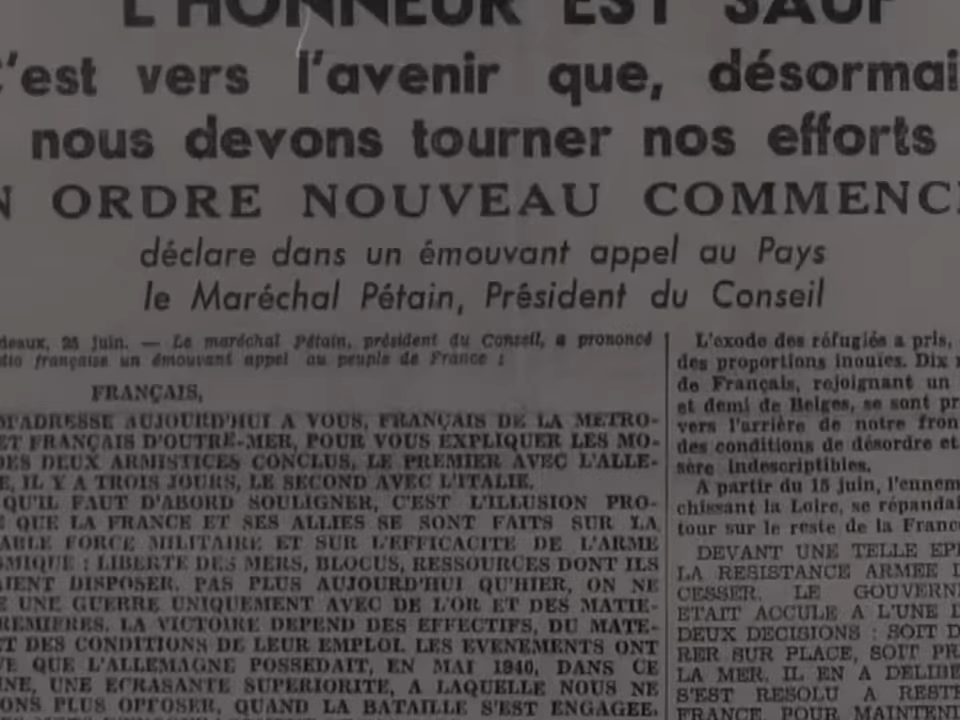 L'HONNEUR EST SAUF
c'est vers l'avenir que, désormai
nous devons tourner nos efforts
N ORDRE NOUVEAU COMMENC
déclare dans un émouvant appel au Pays
le Maréchal Pétain, Président du Conseil
deaux, 25 juin. — Le maréchal Pétain, président du Conseil, a prononcé
dio française un émouvant appel au peuple de France :
FRANÇAIS,
M'ADRESSE AUJOURD'HUI A VOUS, FRANÇAIS DE LA METRO-
ET FRANÇAIS D'OUTRE-MER, POUR VOUS EXPLIQUER LES MO-
DES DEUX ARMISTICES CONCLUS, LE PREMIER AVEC L'ALLE-
E, IL Y A TROIS JOURS, LE SECOND AVEC L'ITALIE.
QU'IL FAUT D'ABORD SOULIGNER, C'EST L'ILLUSION PRO-
E QUE LA FRANCE ET SES ALLIES SE SONT FAITS SUR LA
ABLE FORCE MILITAIRE ET SUR L'EFFICACITE DE L'ARME
OMIQUE : LIBERTE DES MERS, BLOCUS, RESSOURCES DONT ILS
AIENT DISPOSER. PAS PLUS AUJOURD'HUI QU'HIER, ON NE
E UNE GUERRE UNIQUEMENT AVEC DE L'OR ET DES MATIE-
REMIERES. LA VICTOIRE DEPEND DES EFFECTIFS, DU MATE-
T DES CONDITIONS DE LEUR EMPLOI. LES EVENEMENTS ONT
VE QUE L'ALLEMAGNE POSSEDAIT, EN MAI 1940, DANS CE
INE, UNE ECRASANTE SUPERIORITE, A LAQUELLE NOUS NE
ONS PLUS OPPOSER, QUAND LA BATAILLE S'EST ENGAGEE,
L'exode des réfugiés a pris,
des proportions inouïes. Dix
de Français, rejoignant un
et demi de Belges, se sont pr
vers l'arrière de notre fron
des conditions de désordre et
sère indescriptibles.
A partir du 15 juin, l'ennem
chissant la Loire, se répandai
tour sur le reste de la Franc
DEVANT UNE TELLE EPR
LA RESISTANCE ARMEE D
CESSER. LE GOUVERNE
ETAIT ACCULE A L'UNE D
DEUX DECISIONS : SOIT D
RER SUR PLACE, SOIT PR
LA MER. IL EN A DELIBE
S'EST RESOLU A RESTE
FRANCE, POUR MAINTENI